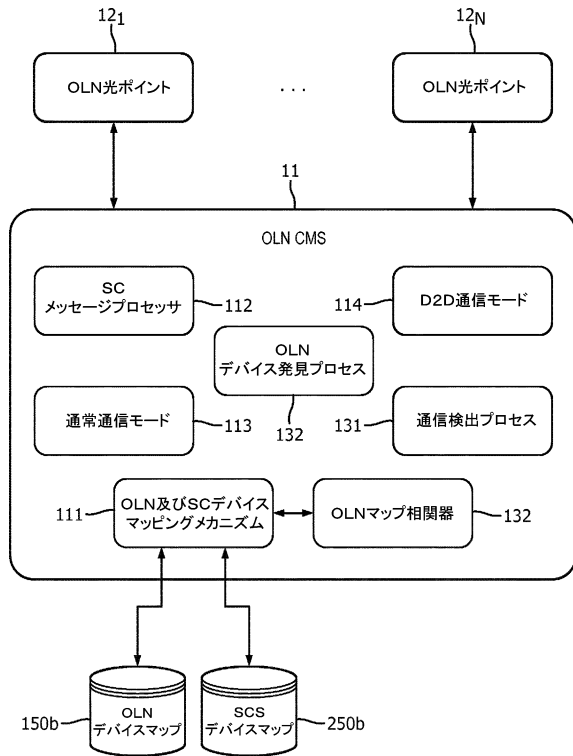 12₁
12N
OLN光ポイント
...
OLN光ポイント
11
OLN CMS
SC
メッセージプロセッサ
112
114
D2D通信モード
OLN
デバイス発見プロセス
132
通常通信モード
113
131
通信検出プロセス
111
OLN及びSCデバイス
マッピングメカニズム
OLNマップ相関器
132
150b
OLN
デバイスマップ
SCS
デバイスマップ
250b